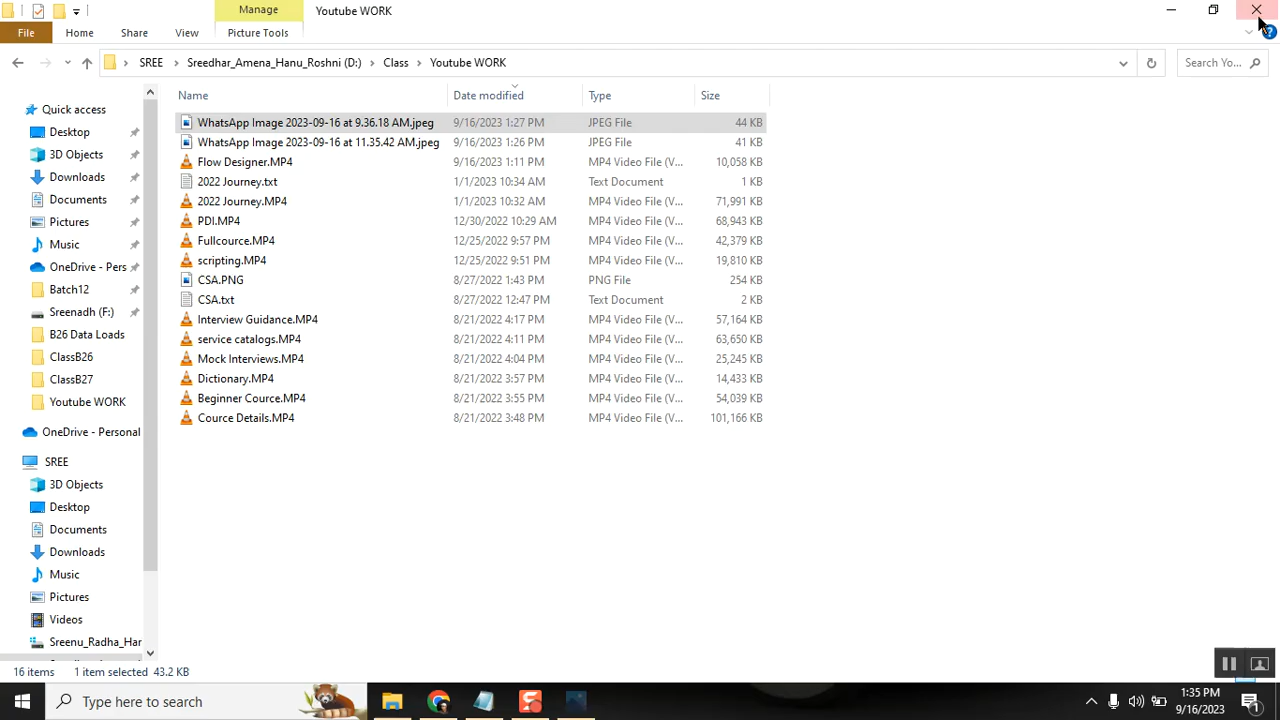 Manage
Youtube WORK
File
Home
Share
View
Picture Tools
SREE
Sreedhar_Amena_Hanu_Roshni (D:)
Class
Youtube WORK
Search Yo...
Name
Date modified
Type
Size
WhatsApp Image 2023-09-16 at 9.36.18 AM.jpeg 9/16/2023 1:27 PM JPEG File 44 KB
WhatsApp Image 2023-09-16 at 11.35.42 AM.jpeg 9/16/2023 1:26 PM JPEG File 41 KB
Flow Designer.MP4 9/16/2023 1:11 PM MP4 Video File (V... 10,058 KB
2022 Journey.txt 1/1/2023 10:34 AM Text Document 1 KB
2022 Journey.MP4 1/1/2023 10:32 AM MP4 Video File (V... 71,991 KB
PDI.MP4 12/30/2022 10:29 AM MP4 Video File (V... 68,943 KB
Fullcource.MP4 12/25/2022 9:57 PM MP4 Video File (V... 42,379 KB
scripting.MP4 12/25/2022 9:51 PM MP4 Video File (V... 19,810 KB
CSA.PNG 8/27/2022 1:43 PM PNG File 254 KB
CSA.txt 8/27/2022 12:47 PM Text Document 2 KB
Interview Guidance.MP4 8/21/2022 4:17 PM MP4 Video File (V... 57,164 KB
service catalogs.MP4 8/21/2022 4:11 PM MP4 Video File (V... 63,650 KB
Mock Interviews.MP4 8/21/2022 4:04 PM MP4 Video File (V... 25,245 KB
Dictionary.MP4 8/21/2022 3:57 PM MP4 Video File (V... 14,433 KB
Beginner Cource.MP4 8/21/2022 3:55 PM MP4 Video File (V... 54,039 KB
Cource Details.MP4 8/21/2022 3:48 PM MP4 Video File (V... 101,166 KB
Quick access
Desktop
3D Objects
Downloads
Documents
Pictures
Music
OneDrive - Pers
Batch12
Sreenadh (F:)
B26 Data Loads
ClassB26
ClassB27
Youtube WORK
OneDrive - Personal
SREE
3D Objects
Desktop
Documents
Downloads
Music
Pictures
Videos
Sreenu_Radha_Har
16 items
1 item selected 43.2 KB
Type here to search
1:35 PM
9/16/2023
1